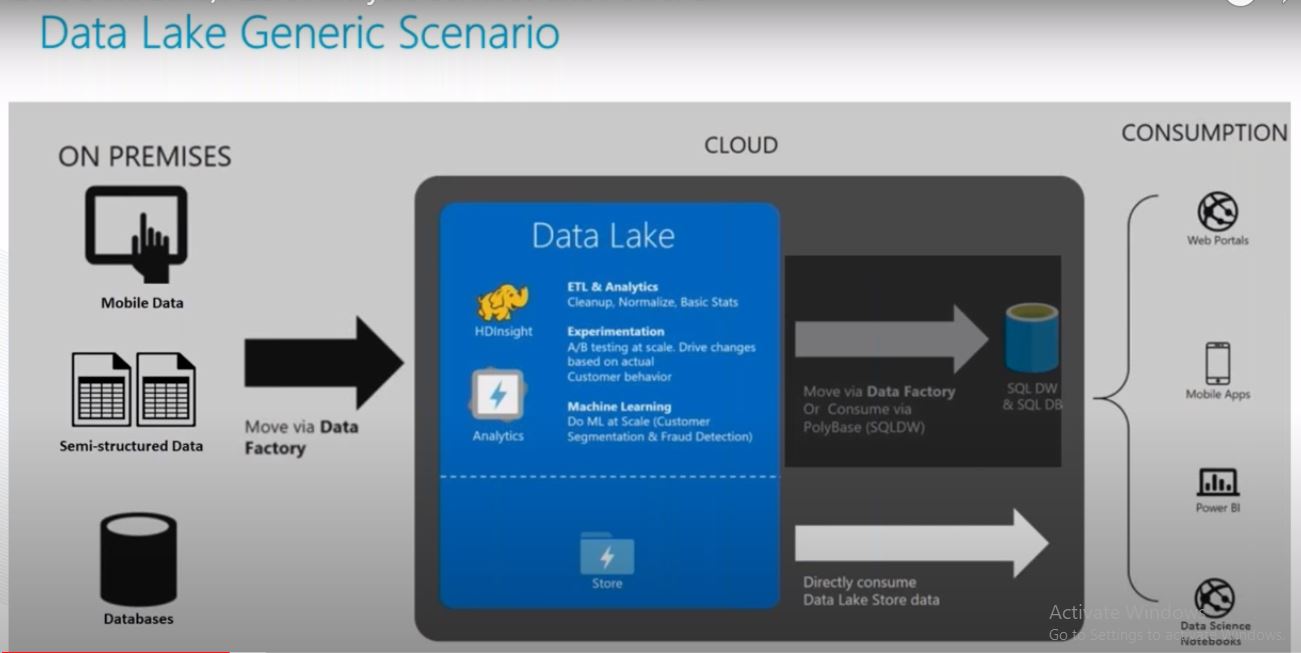 Data Lake Generic Scenario
ON PREMISES
Mobile Data
Semi-structured Data
Databases
Move via Data
Factory
CLOUD
Data Lake
HDInsight
Analytics
ETL & Analytics
Cleanup, Normalize, Basic Stats
Experimentation
A/B testing at scale. Drive changes
based on actual
Customer behavior
Machine Learning
Do ML at Scale (Customer
Segmentation & Fraud Detection)
Store
Move via Data Factory
Or Consume via
PolyBase (SQLDW)
SQL DW
& SQL DB
Directly consume
Data Lake Store data
CONSUMPTION
Web Portals
Mobile Apps
Power BI
Data Science
Notebooks
Activate Windows
Go to Settings to activate Windows.